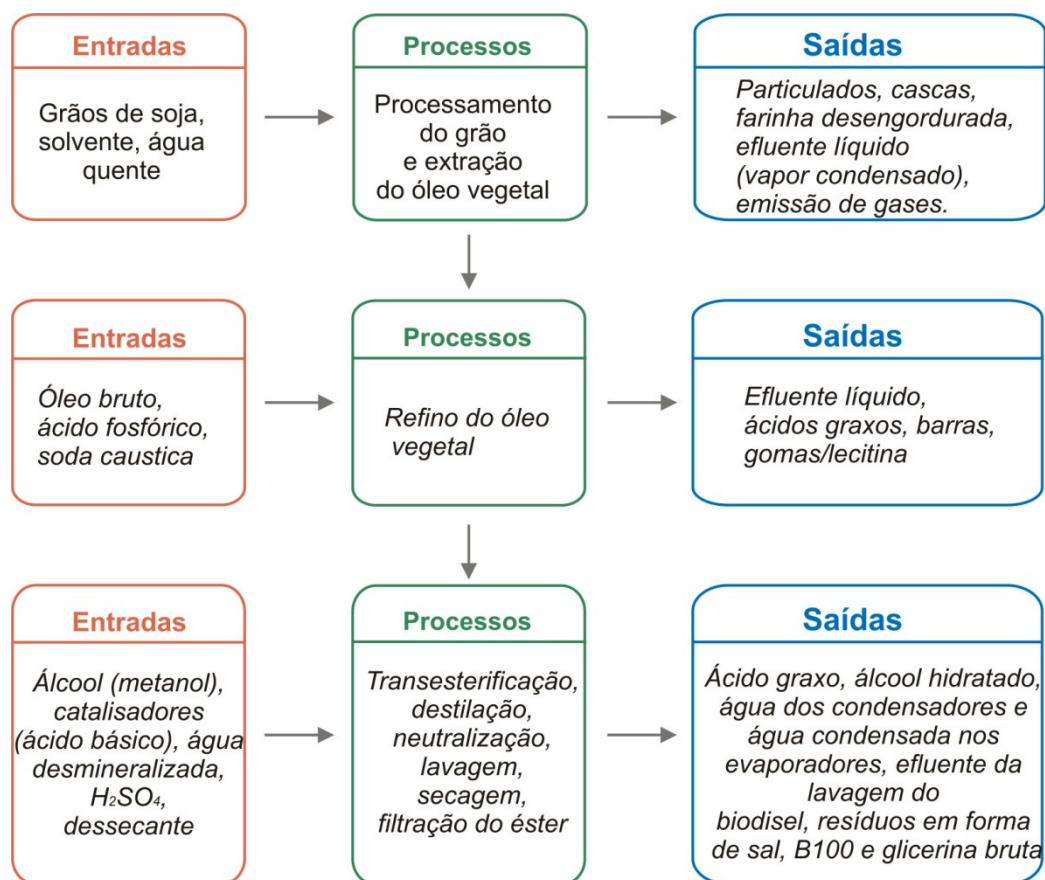 Entradas
Grãos de soja,
solvente, água
quente
Processos
Processamento
do grão
e extração
do óleo vegetal
Saídas
Particulados, cascas,
farinha desengordurada,
efluente líquido
(vapor condensado),
emissão de gases.
Entradas
Óleo bruto,
ácido fosfórico,
soda caustica
Processos
Refino do óleo
vegetal
Saídas
Efluente líquido,
ácidos graxos, barras,
gomas/lecitina
Entradas
Álcool (metanol),
catalisadores
(ácido básico), água
desmineralizada,
H₂SO₄,
dessecante
Processos
Transesterificação,
destilação,
neutralização,
lavagem,
secagem,
filtração do éster
Saídas
Ácido graxo, álcool hidratado,
água dos condensadores e
água condensada nos
evaporadores, efluente da
lavagem do
biodisel, resíduos em forma
de sal, B100 e glicerina bruta